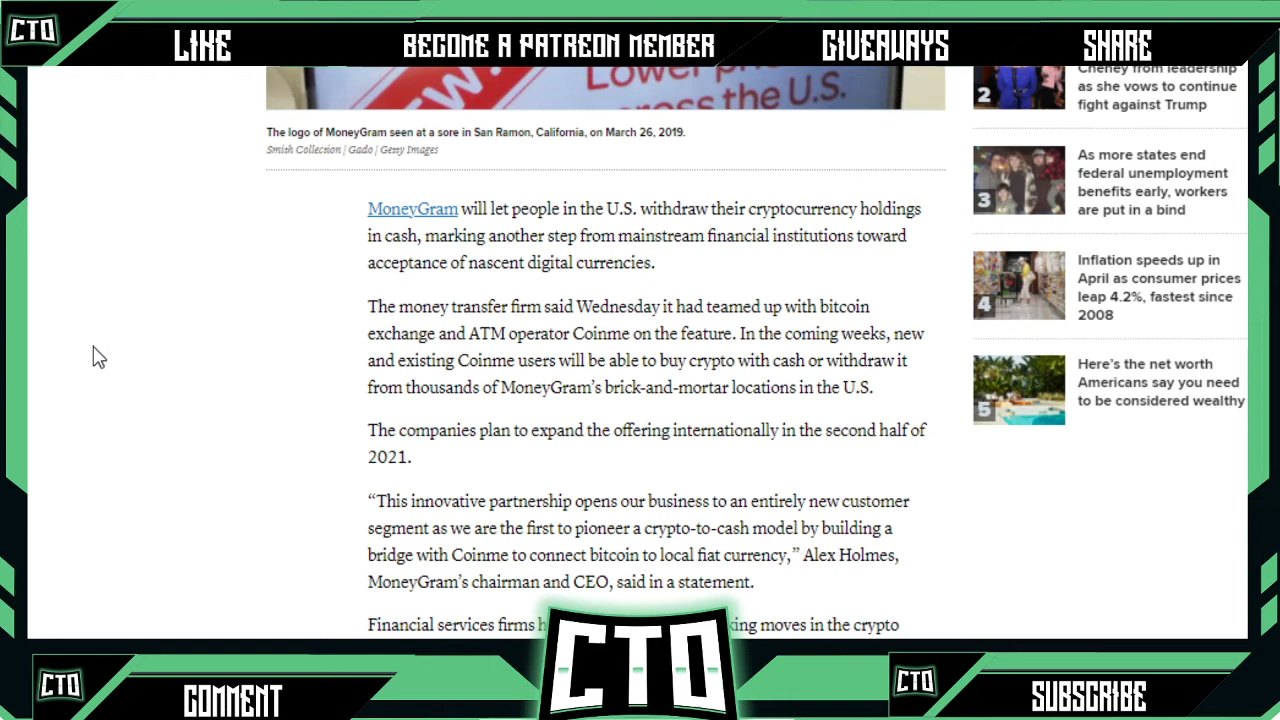 CTO
LIKE
BECOME A PATREON MEMBER
GIVEAWAYS
SHARE
NEW!
Lower
across the U.S.
The logo of MoneyGram seen at a sore in San Ramon, California, on March 26, 2019.
Smith Collection | Gado | Getty Images
MoneyGram will let people in the U.S. withdraw their cryptocurrency holdings
in cash, marking another step from mainstream financial institutions toward
acceptance of nascent digital currencies.
The money transfer firm said Wednesday it had teamed up with bitcoin
exchange and ATM operator Coinme on the feature. In the coming weeks, new
and existing Coinme users will be able to buy crypto with cash or withdraw it
from thousands of MoneyGram’s brick-and-mortar locations in the U.S.
The companies plan to expand the offering internationally in the second half of
2021.
“This innovative partnership opens our business to an entirely new customer
segment as we are the first to pioneer a crypto-to-cash model by building a
bridge with Coinme to connect bitcoin to local fiat currency,” Alex Holmes,
MoneyGram’s chairman and CEO, said in a statement.
Financial services firms
moves in the crypto
2
Cheney from leadership
as she vows to continue
fight against Trump
3
As more states end
federal unemployment
benefits early, workers
are put in a bind
4
Inflation speeds up in
April as consumer prices
leap 4.2%, fastest since
2008
5
Here’s the net worth
Americans say you need
to be considered wealthy
CTO
COMMENT
CTO
CTO
SUBSCRIBE